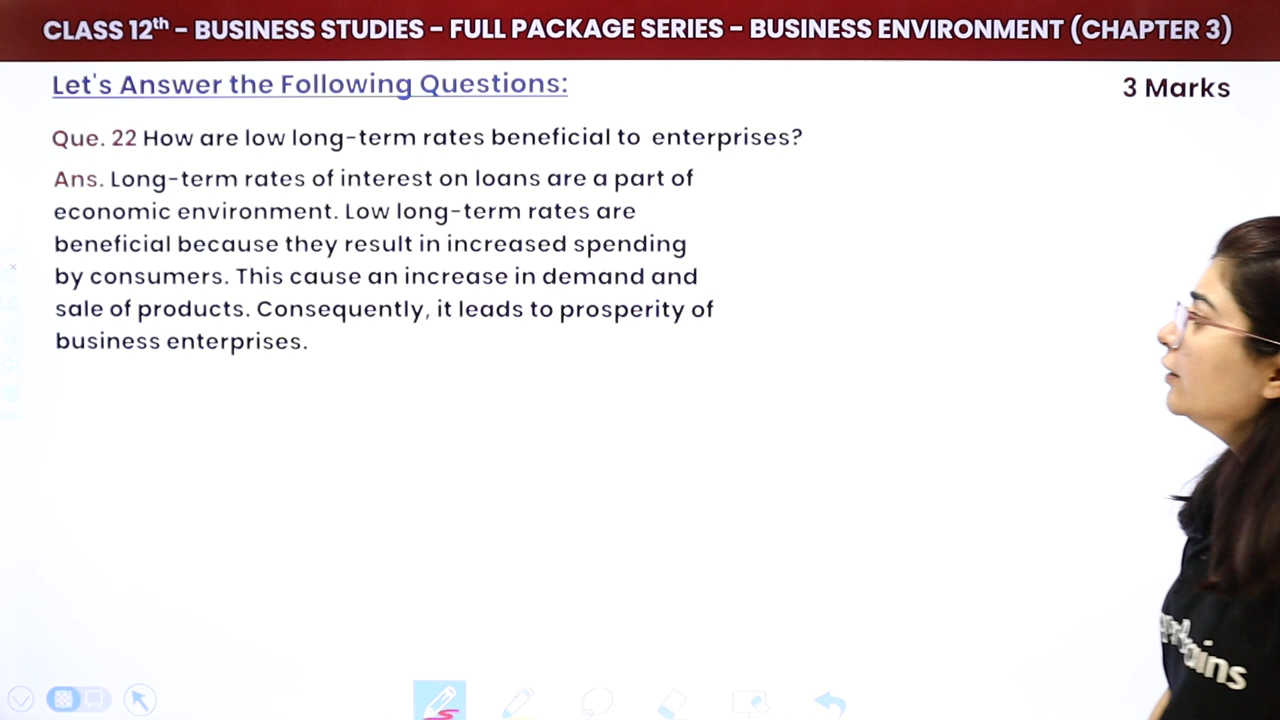 CLASS 12th - BUSINESS STUDIES - FULL PACKAGE SERIES - BUSINESS ENVIRONMENT (CHAPTER 3)
Let's Answer the Following Questions:
3 Marks
Que. 22 How are low long-term rates beneficial to enterprises?
Ans. Long-term rates of interest on loans are a part of
economic environment. Low long-term rates are
beneficial because they result in increased spending
by consumers. This cause an increase in demand and
sale of products. Consequently, it leads to prosperity of
business enterprises.